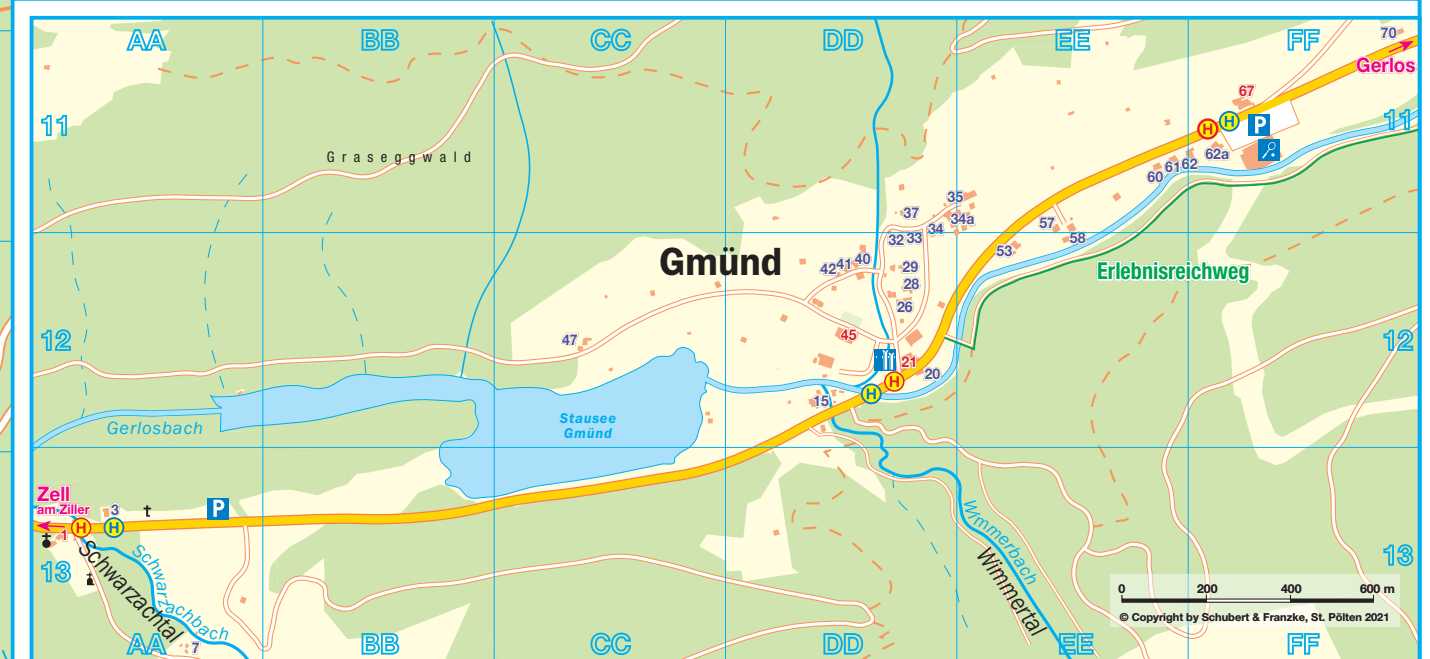 AA
BB
CC
DD
EE
FF
70
Gerlos
67
11
H
H
P
11
Graseggwald
62a
62
61
60
35
37
34a
34
57
32
33
58
53
Gmünd
42
41
40
29
28
26
Erlebnisreichweg
12
47
45
12
21
20
H
H
15
Stausee
Gmünd
Gerlosbach
Zell
am Ziller
3
P
1
H
H
13
Schwarzachtal
Schwarzachbach
Wimmerbach
Wimmertal
13
0
200
400
600 m
© Copyright by Schubert & Franzke, St. Pölten 2021
AA
7
BB
CC
DD
EE
FF